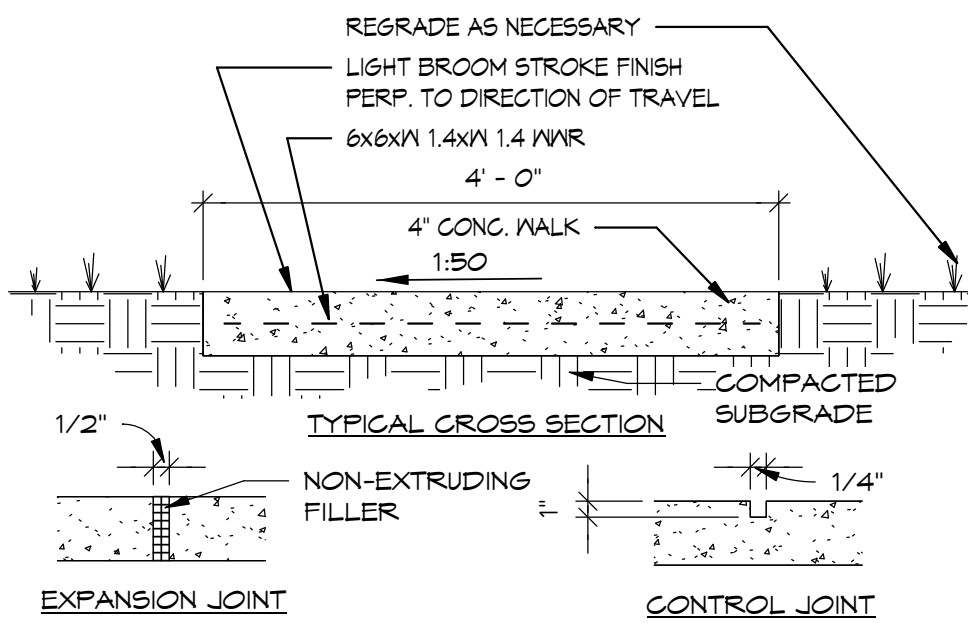 REGRADE AS NECESSARY
LIGHT BROOM STROKE FINISH
PERP. TO DIRECTION OF TRAVEL
6x6xW 1.4xW 1.4 WWR
4' - 0"
4" CONC. WALK
1:50
COMPACTED
SUBGRADE
TYPICAL CROSS SECTION
1/2"
NON-EXTRUDING
FILLER
EXPANSION JOINT
1/4"
1"
CONTROL JOINT